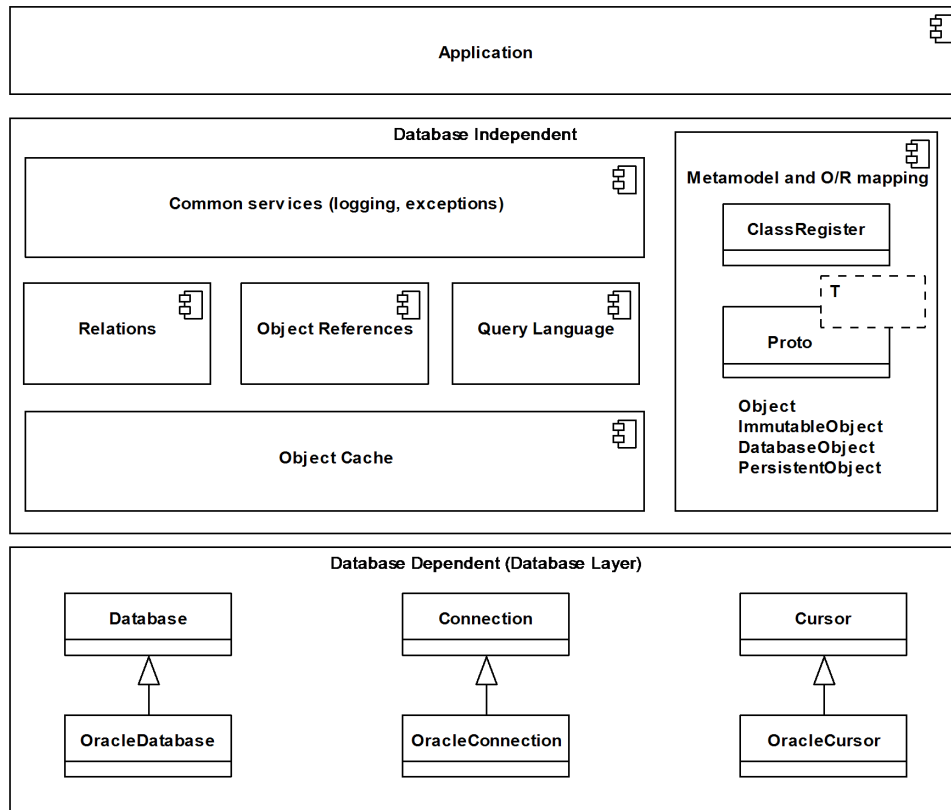 Application
Database Independent
Common services (logging, exceptions)
Relations
Object References
Query Language
Object Cache
Metamodel and O/R mapping
ClassRegister
T
Proto
Object
ImmutableObject
DatabaseObject
PersistentObject
Database Dependent (Database Layer)
Database
Connection
Cursor
OracleDatabase
OracleConnection
OracleCursor